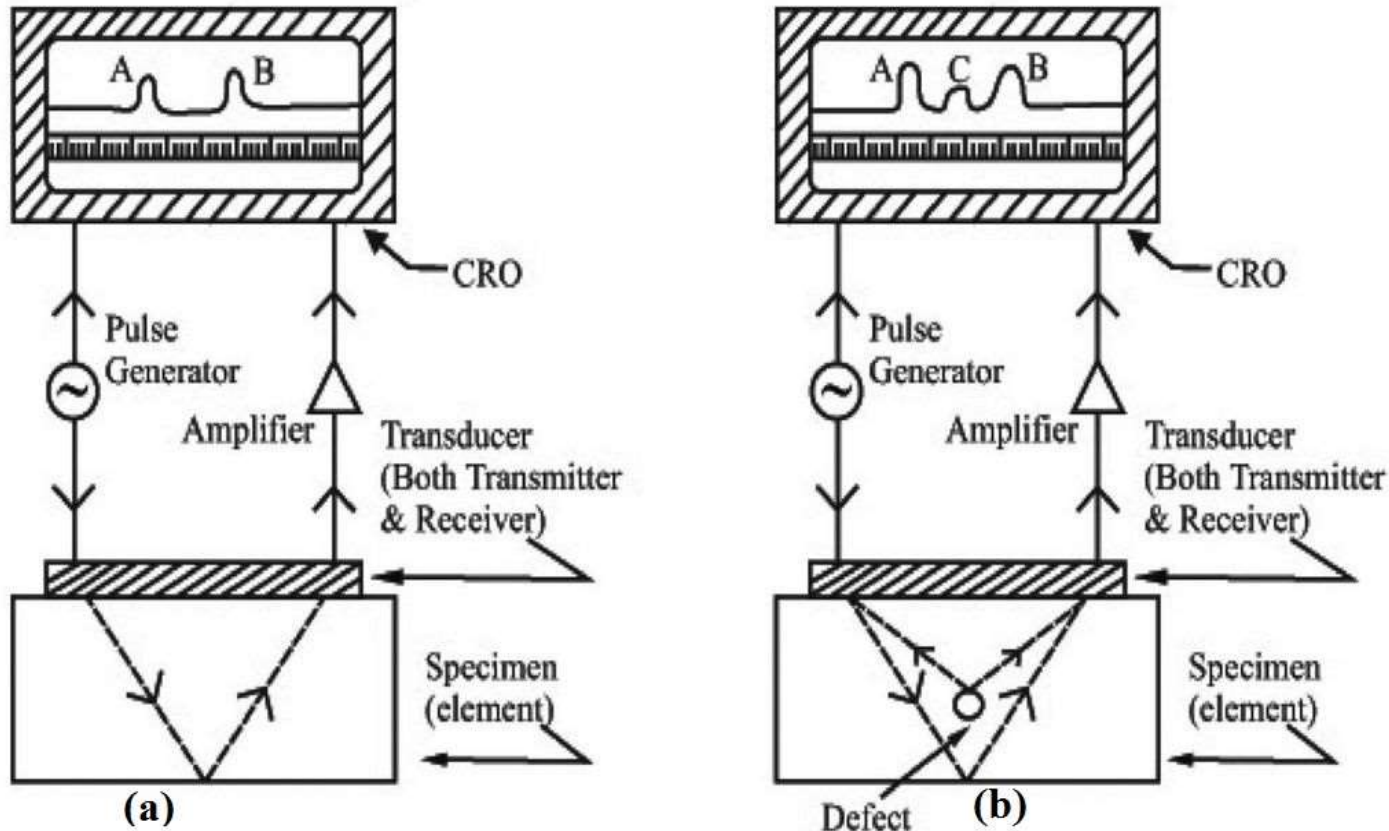 A
B
CRO
Pulse
Generator
Amplifier
Transducer
(Both Transmitter
& Receiver)
Specimen
(element)
(a)
A
C
B
CRO
Pulse
Generator
Amplifier
Transducer
(Both Transmitter
& Receiver)
Specimen
(element)
Defect
(b)